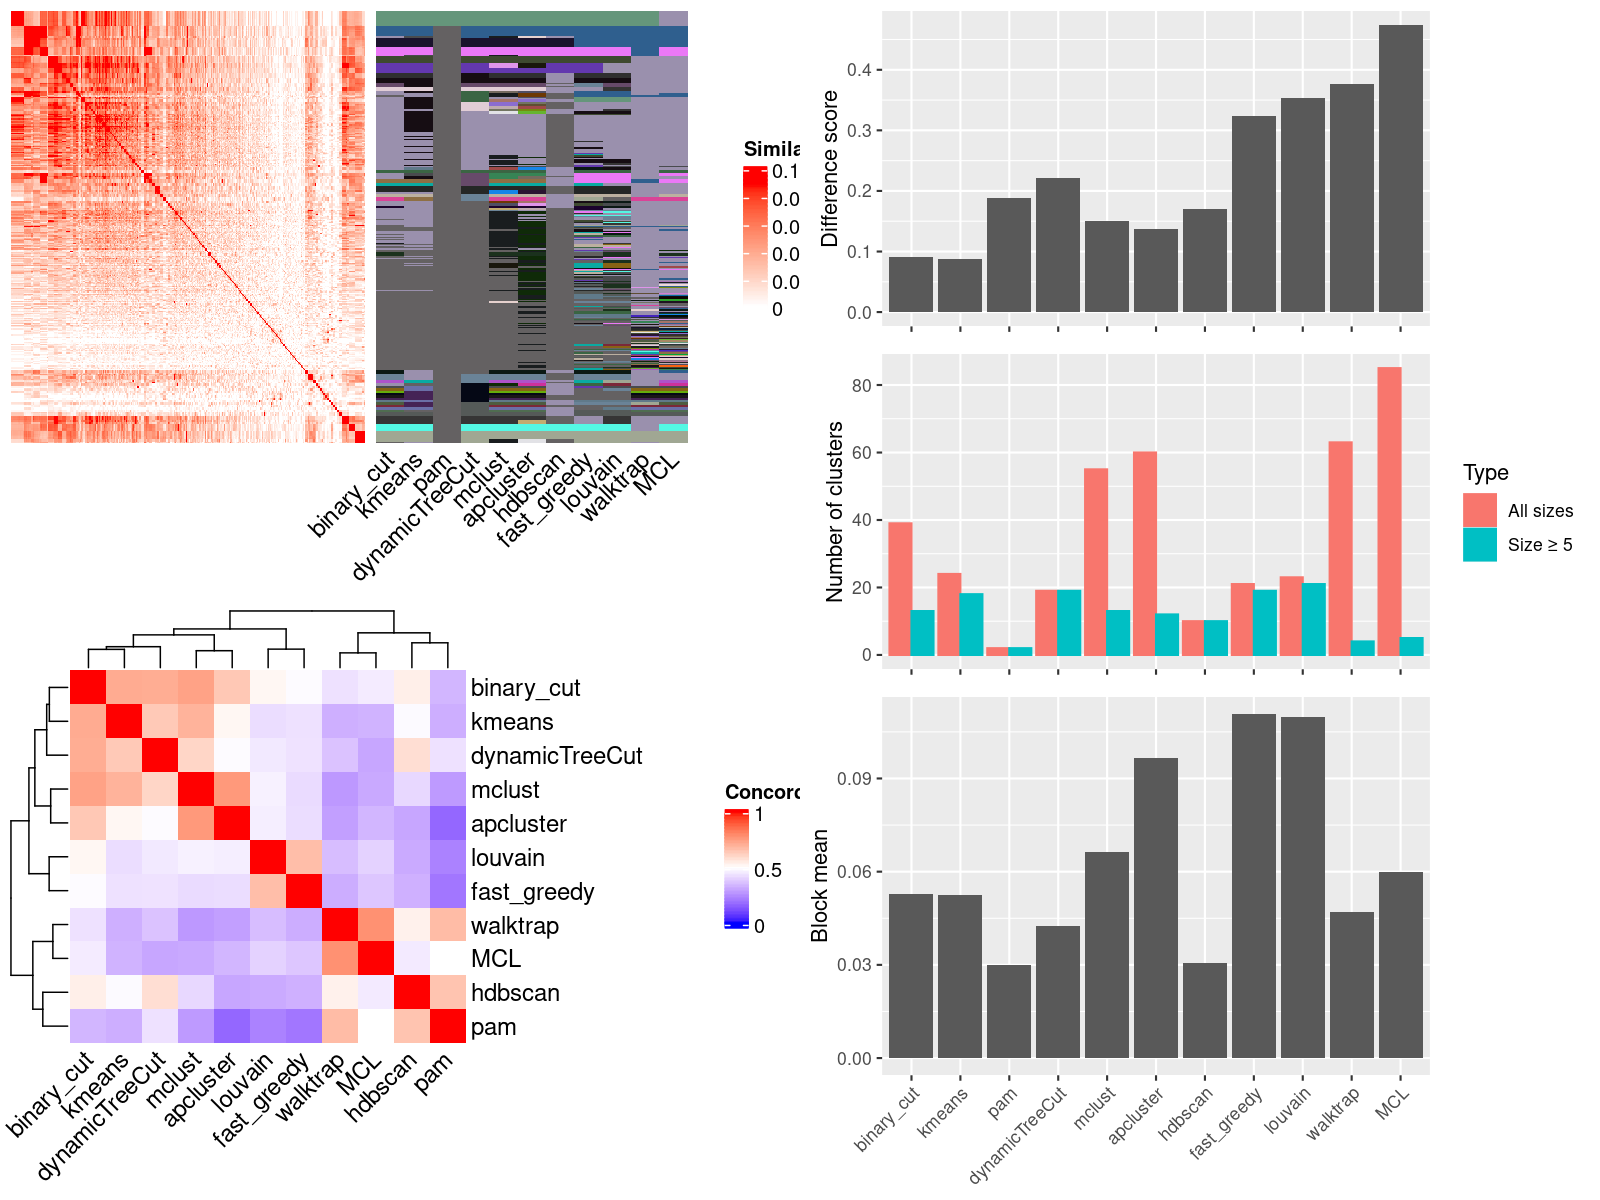 Simila
0.1
0.0
0.0
0.0
0.0
0
binary_cut
kmeans
pam
dynamicTreeCut
mclust
apcluster
hdbscan
fast_greedy
louvain
walktrap
MCL
Difference score
0.4
0.3
0.2
0.1
0.0
Number of clusters
80
60
40
20
0
Type
All sizes
Size ≥ 5
binary_cut
kmeans
dynamicTreeCut
mclust
apcluster
louvain
fast_greedy
walktrap
MCL
hdbscan
pam
binary_cut
kmeans
dynamicTreeCut
mclust
apcluster
louvain
fast_greedy
walktrap
MCL
hdbscan
pam
Concord
1
0.5
0
Block mean
0.09
0.06
0.03
0.00
binary_cut
kmeans
pam
dynamicTreeCut
mclust
apcluster
hdbscan
fast_greedy
louvain
walktrap
MCL